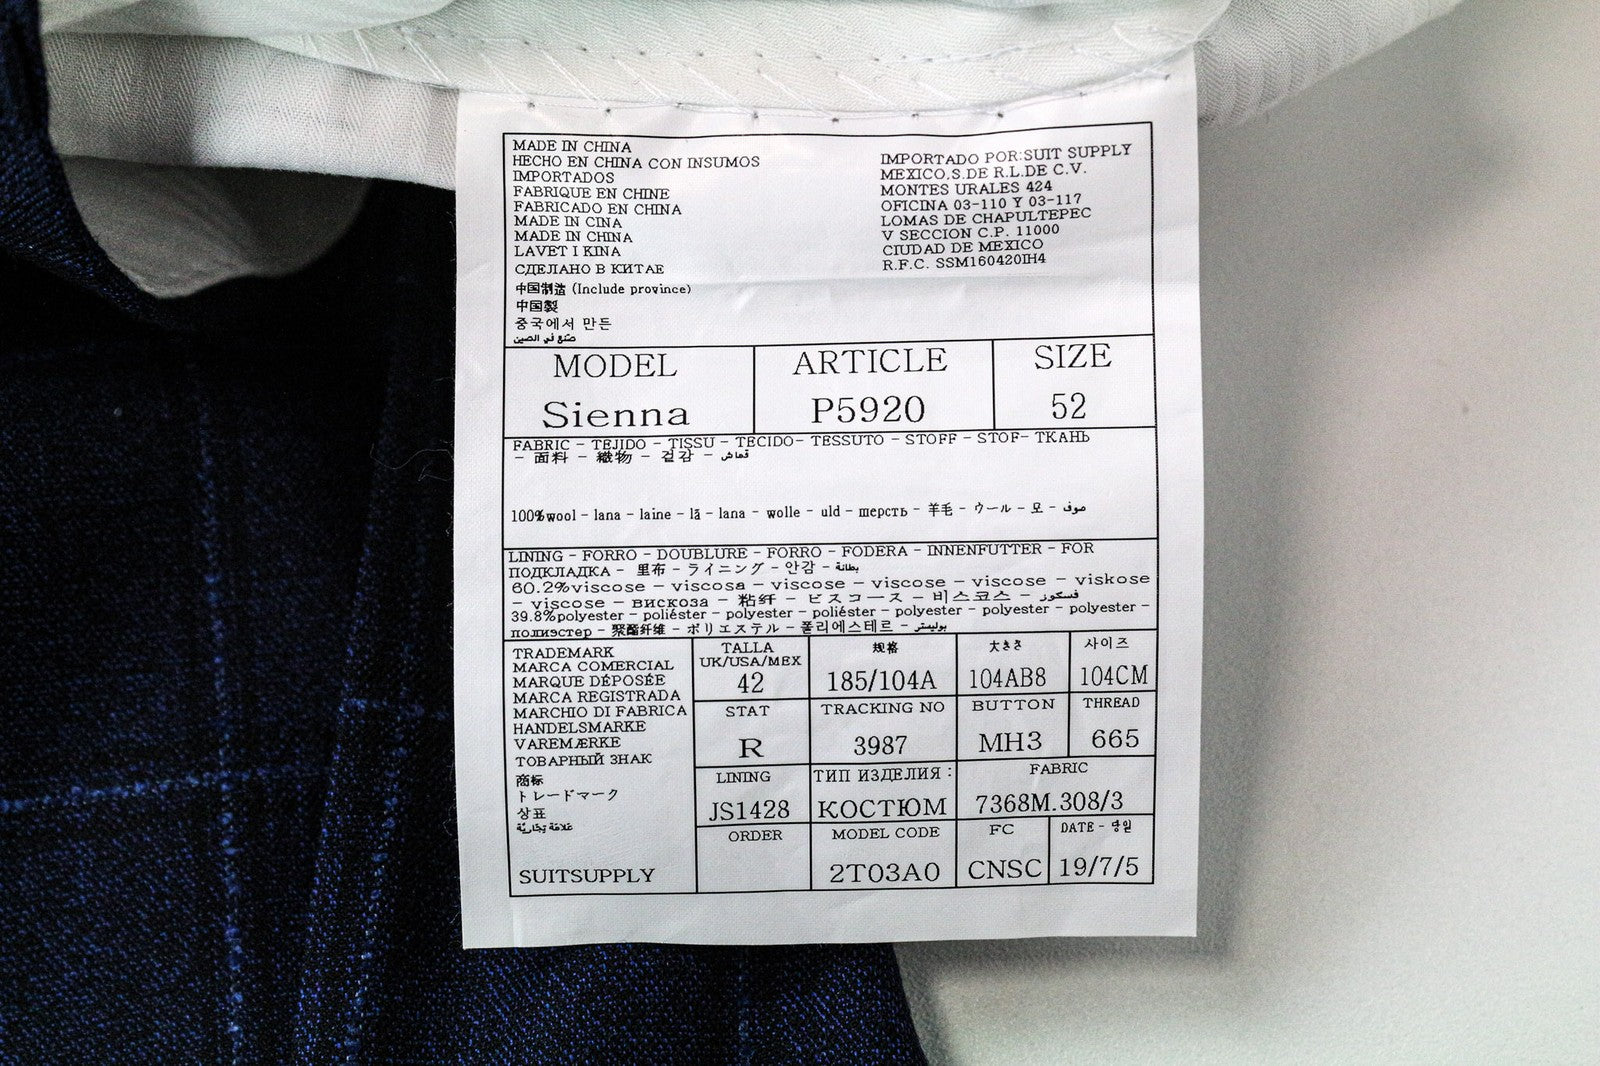 MADE IN CHINA
HECHO EN CHINA CON INSUMOS
IMPORTADOS
FABRIQUE EN CHINE
FABRICADO EN CHINA
MADE IN CINA
MADE IN CHINA
LAVET I KINA
СДЕЛАНО В КИТАЕ
中国制造 (Include province)
中国製
중국에서 만든
صنع في الصين
IMPORTADO POR:SUIT SUPPLY
MEXICO,S.DE R.L.DE C.V.
MONTES URALES 424
OFICINA 03-110 Y 03-117
LOMAS DE CHAPULTEPEC
V SECCION C.P. 11000
CIUDAD DE MEXICO
R.F.C. SSM160420IH4
MODEL
Sienna
ARTICLE
P5920
SIZE
52
FABRIC - TEJIDO - TISSU - TECIDO- TESSUTO - STOFF - STOF- ТКАНЬ
- 面料 - 織物 - 겉감 - قماش
100%wool - lana - laine - lã - lana - wolle - uld - шерсть - 羊毛 - ウール - 모 - صوف
LINING - FORRO - DOUBLURE - FORRO - FODERA - INNENFUTTER - FOR
ПОДКЛАДКА - 里布 - ライニング - 안감 - بطانة
60.2%viscose - viscosa - viscose - viscose - viscose - viskose
- viscose - вискоза - 粘纤 - ビスコース - 비스코스 - فسكوز
39.8%polyester - poliéster - polyester - poliéster - polyester - polyester - polyester -
полиэстер - 聚酯纤维 - ポリエステル - 폴리에스테르 - بوليستر
TRADEMARK
MARCA COMERCIAL
MARQUE DÉPOSÉE
MARCA REGISTRADA
MARCHIO DI FABRICA
HANDELSMARKE
VAREMÆRKE
ТОВАРНЫЙ ЗНАК
商标
トレードマーク
상표
علامة تجارية
SUITSUPPLY
TALLA
UK/USA/MEX
42
规格
185/104A
大きさ
104AB8
사이즈
104CM
STAT
R
TRACKING NO
3987
BUTTON
MH3
THREAD
665
LINING
JS1428
ТИП ИЗДЕЛИЯ :
КОСТЮМ
FABRIC
7368M.308/3
ORDER
MODEL CODE
2T03A0
FC
CNSC
DATE - 당일
19/7/5